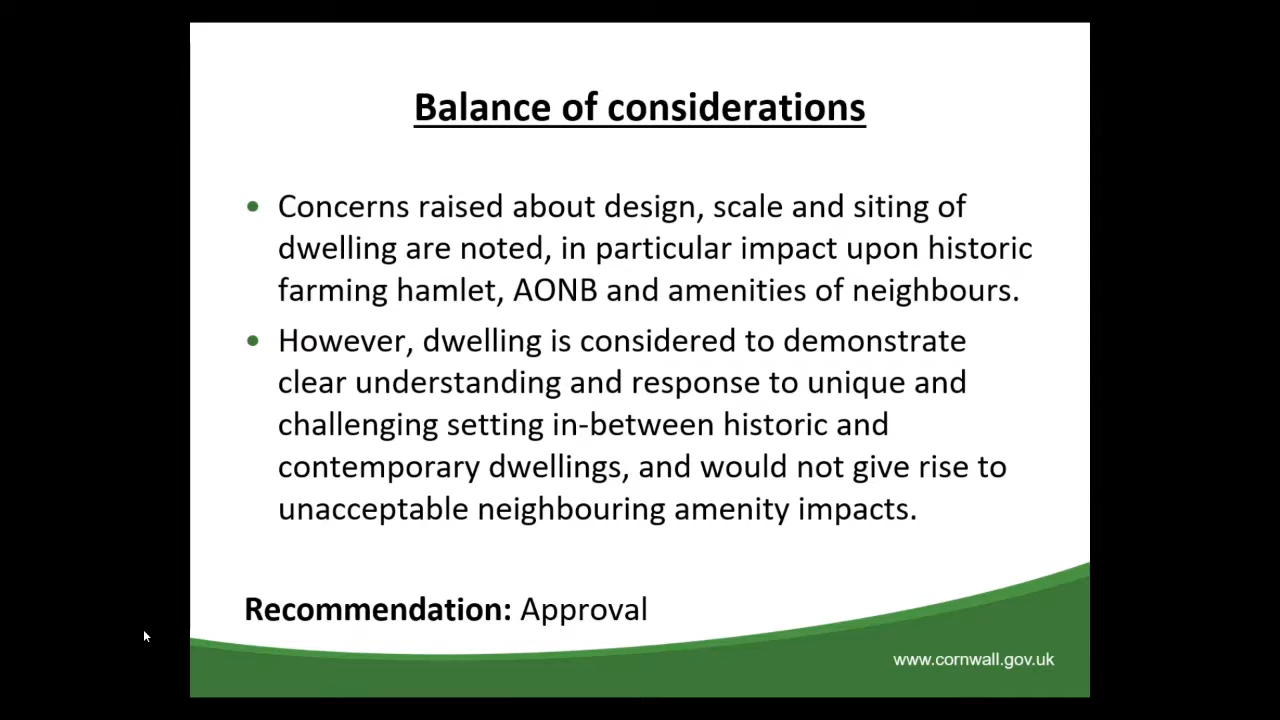 Balance of considerations
• Concerns raised about design, scale and siting of
dwelling are noted, in particular impact upon historic
farming hamlet, AONB and amenities of neighbours.
• However, dwelling is considered to demonstrate
clear understanding and response to unique and
challenging setting in-between historic and
contemporary dwellings, and would not give rise to
unacceptable neighbouring amenity impacts.
Recommendation: Approval
www.cornwall.gov.uk